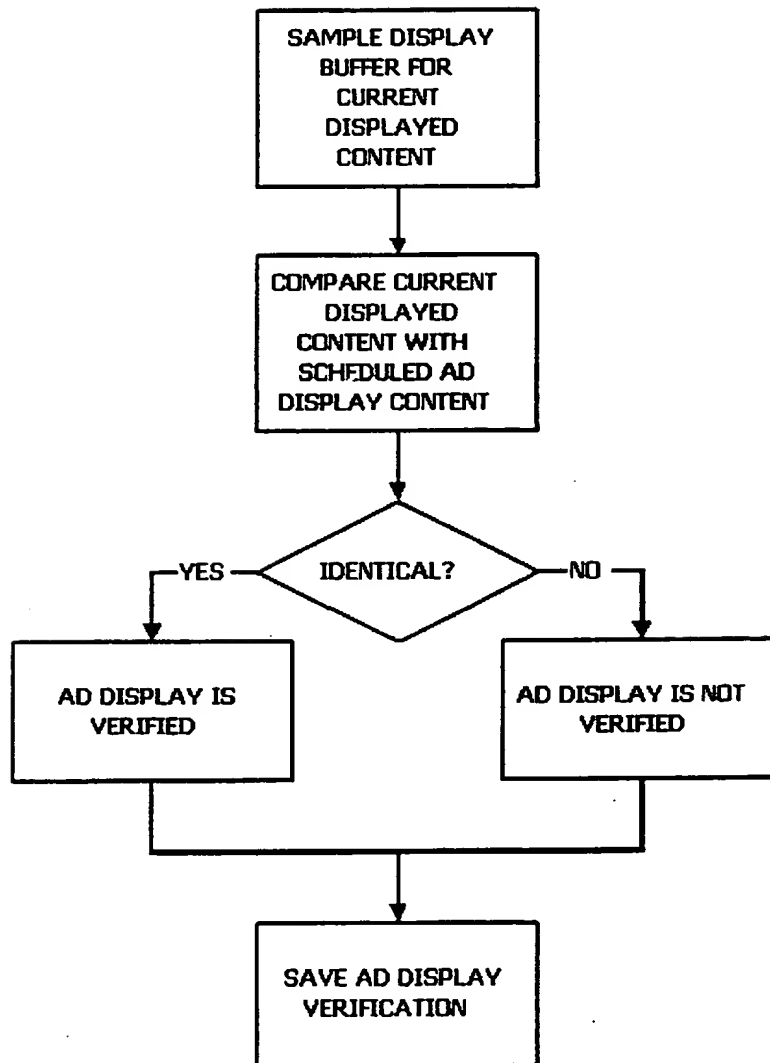 SAMPLE DISPLAY
BUFFER FOR
CURRENT
DISPLAYED
CONTENT
COMPARE CURRENT
DISPLAYED
CONTENT WITH
SCHEDULED AD
DISPLAY CONTENT
IDENTICAL?
YES
NO
AD DISPLAY IS
VERIFIED
AD DISPLAY IS NOT
VERIFIED
SAVE AD DISPLAY
VERIFICATION